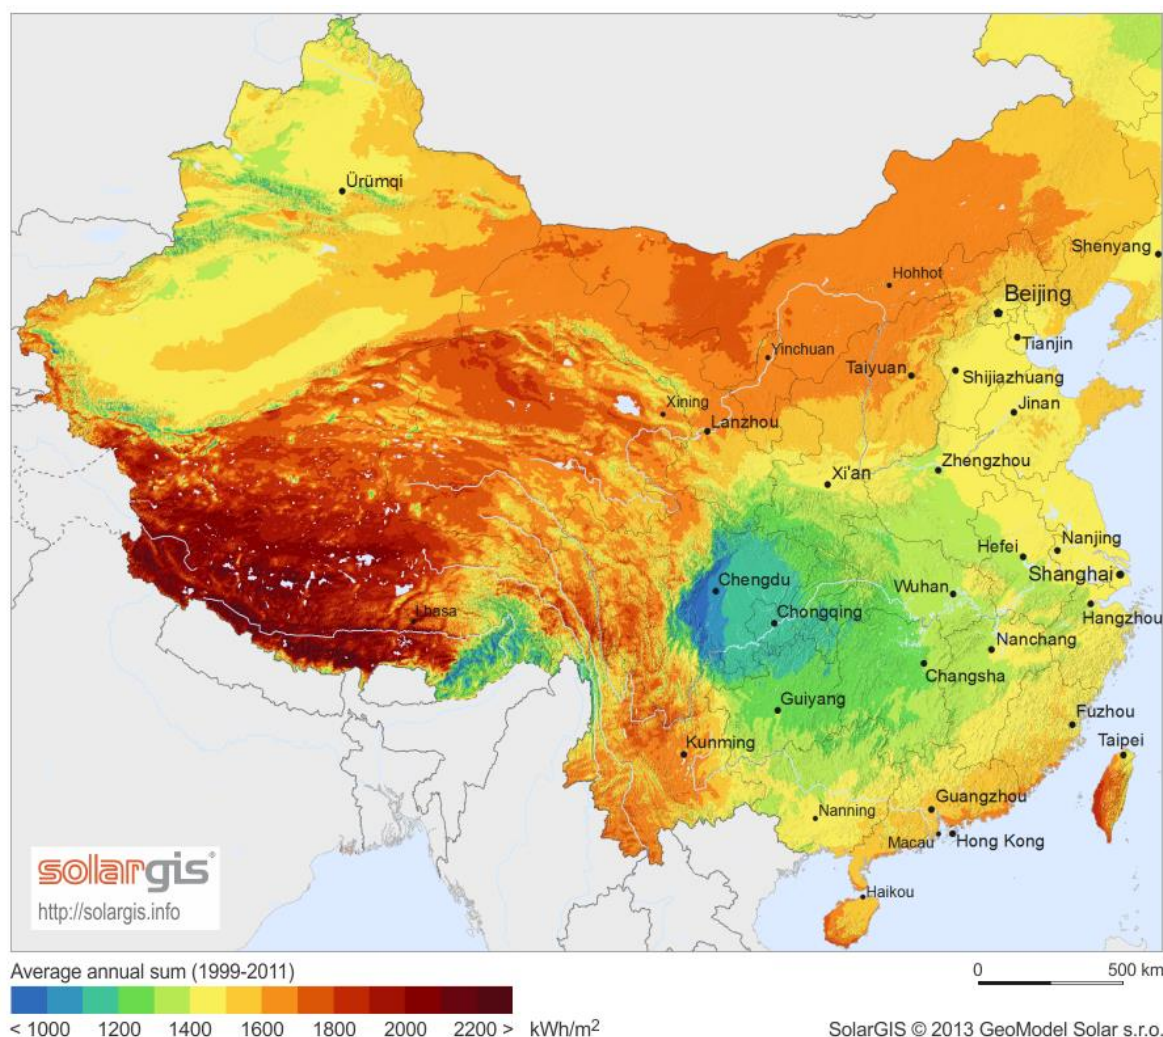 Ürümqi
Shenyang
Hohhot
Beijing
Tianjin
Yinchuan
Taiyuan
Shijiazhuang
Xining
Jinan
Lanzhou
Zhengzhou
Xi'an
Hefei
Nanjing
Shanghai
Chengdu
Wuhan
Hangzhou
Lhasa
Chongqing
Nanchang
Changsha
Guiyang
Fuzhou
Taipei
Kunming
Guangzhou
Nanning
Macau
Hong Kong
Haikou
solargis®
http://solargis.info
Average annual sum (1999-2011)
0 500 km
< 1000 1200 1400 1600 1800 2000 2200 > kWh/m²
SolarGIS © 2013 GeoModel Solar s.r.o.